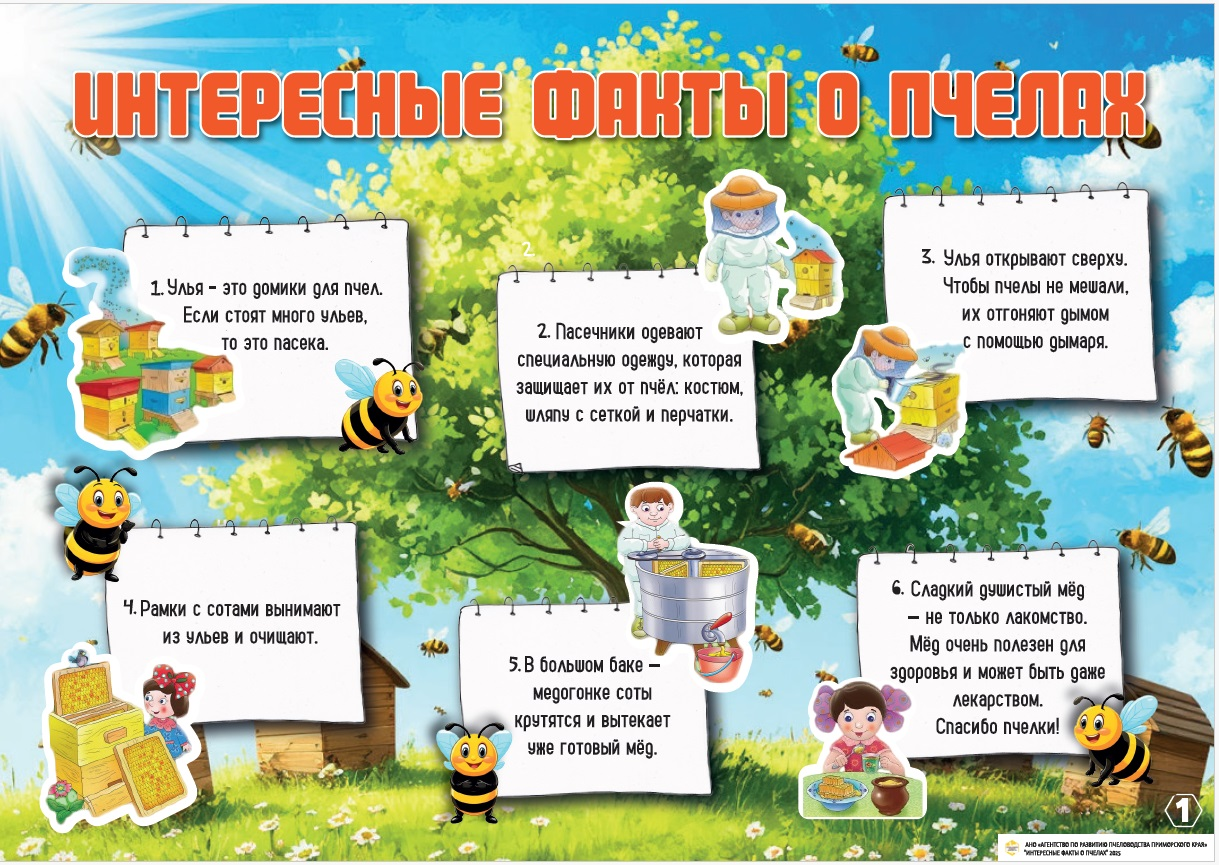 ИНТЕРЕСНЫЕ ФАКТЫ О ПЧЕЛАХ
1. Улья - это домики для пчел.
Если стоят много ульев,
то это пасека.
2.
2. Пасечники одевают
специальную одежду, которая
защищает их от пчёл: костюм,
шляпу с сеткой и перчатки.
3. Улья открывают сверху.
Чтобы пчелы не мешали,
их отгоняют дымом
с помощью дымаря.
4. Рамки с сотами вынимают
из ульев и очищают.
5. В большом баке –
медогонке соты
крутятся и вытекает
уже готовый мёд.
6. Сладкий душистый мёд
– не только лакомство.
Мёд очень полезен для
здоровья и может быть даже
лекарством.
Спасибо пчелки!
1
АНО «АГЕНТСТВО ПО РАЗВИТИЮ ПЧЕЛОВОДСТВА ПРИМОРСКОГО КРАЯ»
"ИНТЕРЕСНЫЕ ФАКТЫ О ПЧЕЛАХ" 2025